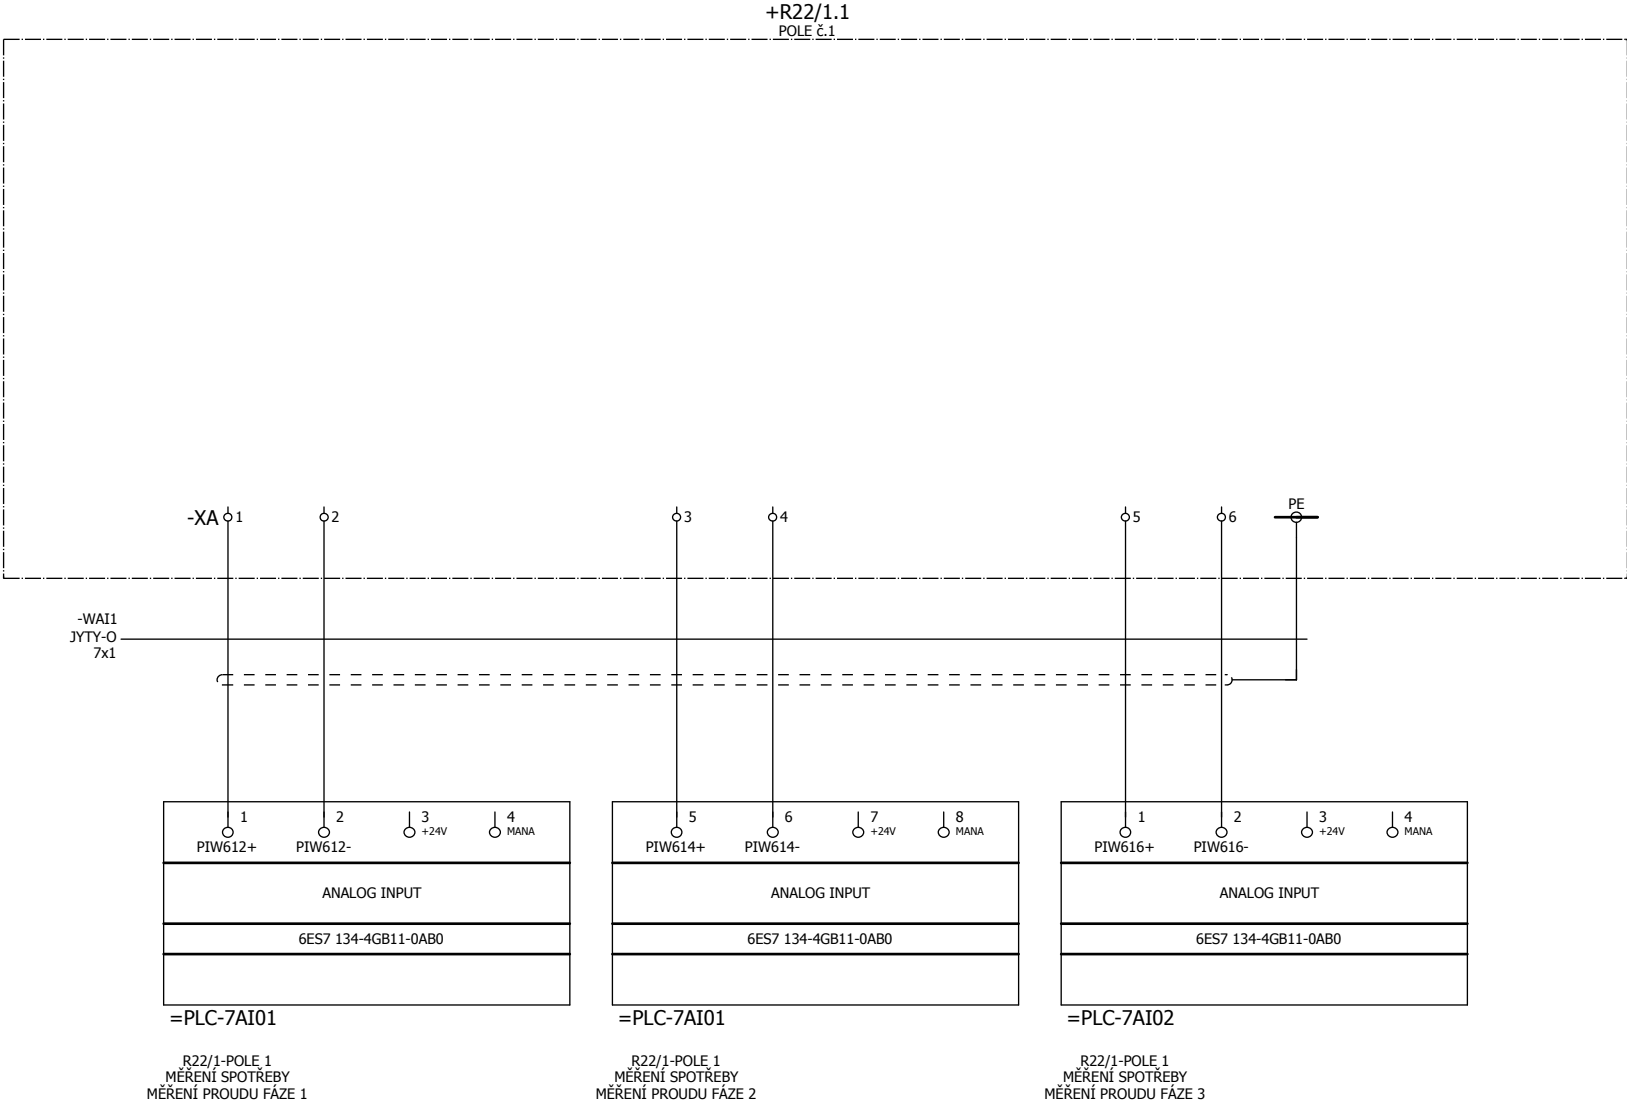 +R22/1.1
POLE č.1
-XA 1 2 3 4 5 6 PE
-WAI1
JYTY-O
7x1
1 2 3 +24V 4 MANA
PIW612+ PIW612-
ANALOG INPUT
6ES7 134-4GB11-0AB0
=PLC-7AI01
R22/1-POLE 1
MĚŘENÍ SPOTŘEBY
MĚŘENÍ PROUDU FÁZE 1
5 6 7 +24V 8 MANA
PIW614+ PIW614-
ANALOG INPUT
6ES7 134-4GB11-0AB0
=PLC-7AI01
R22/1-POLE 1
MĚŘENÍ SPOTŘEBY
MĚŘENÍ PROUDU FÁZE 2
1 2 3 +24V 4 MANA
PIW616+ PIW616-
ANALOG INPUT
6ES7 134-4GB11-0AB0
=PLC-7AI02
R22/1-POLE 1
MĚŘENÍ SPOTŘEBY
MĚŘENÍ PROUDU FÁZE 3